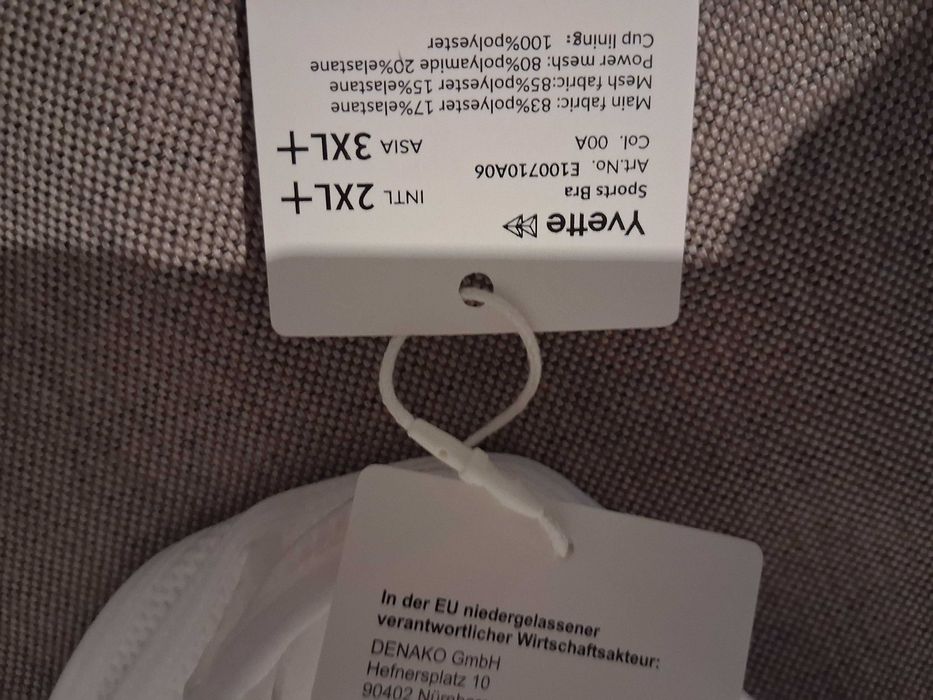 Yvette
Sports Bra
Art.No. E100710A06
Col. 00A
INTL 2XL+
ASIA 3XL+
Main fabric: 83%polyester 17%elastane
Mesh fabric:85%polyester 15%elastane
Power mesh: 80%polyamide 20%elastane
Cup lining: 100%polyester
In der EU niedergelassener
verantwortlicher Wirtschaftsakteur:
DENAKO GmbH
Hefnersplatz 10
90402